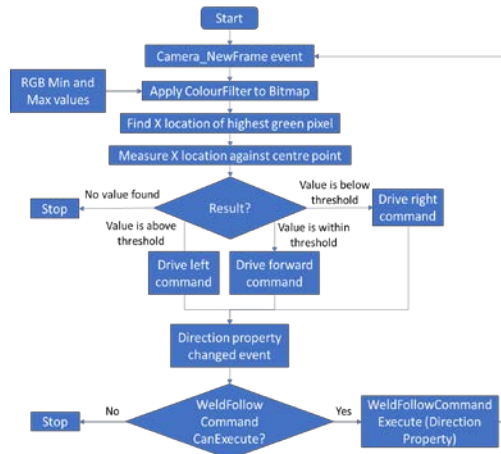 Start
Camera_NewFrame event
RGB Min and
Max values
Apply ColourFilter to Bitmap
Find X location of highest green pixel
Measure X location against centre point
No value found
Stop
Result?
Value is below
threshold
Drive right
command
Value is above
threshold
Value is within
threshold
Drive left
command
Drive forward
command
Direction property
changed event
Stop
No
WeldFollow
Command
CanExecute?
Yes
WeldFollowCommand
Execute (Direction
Property)